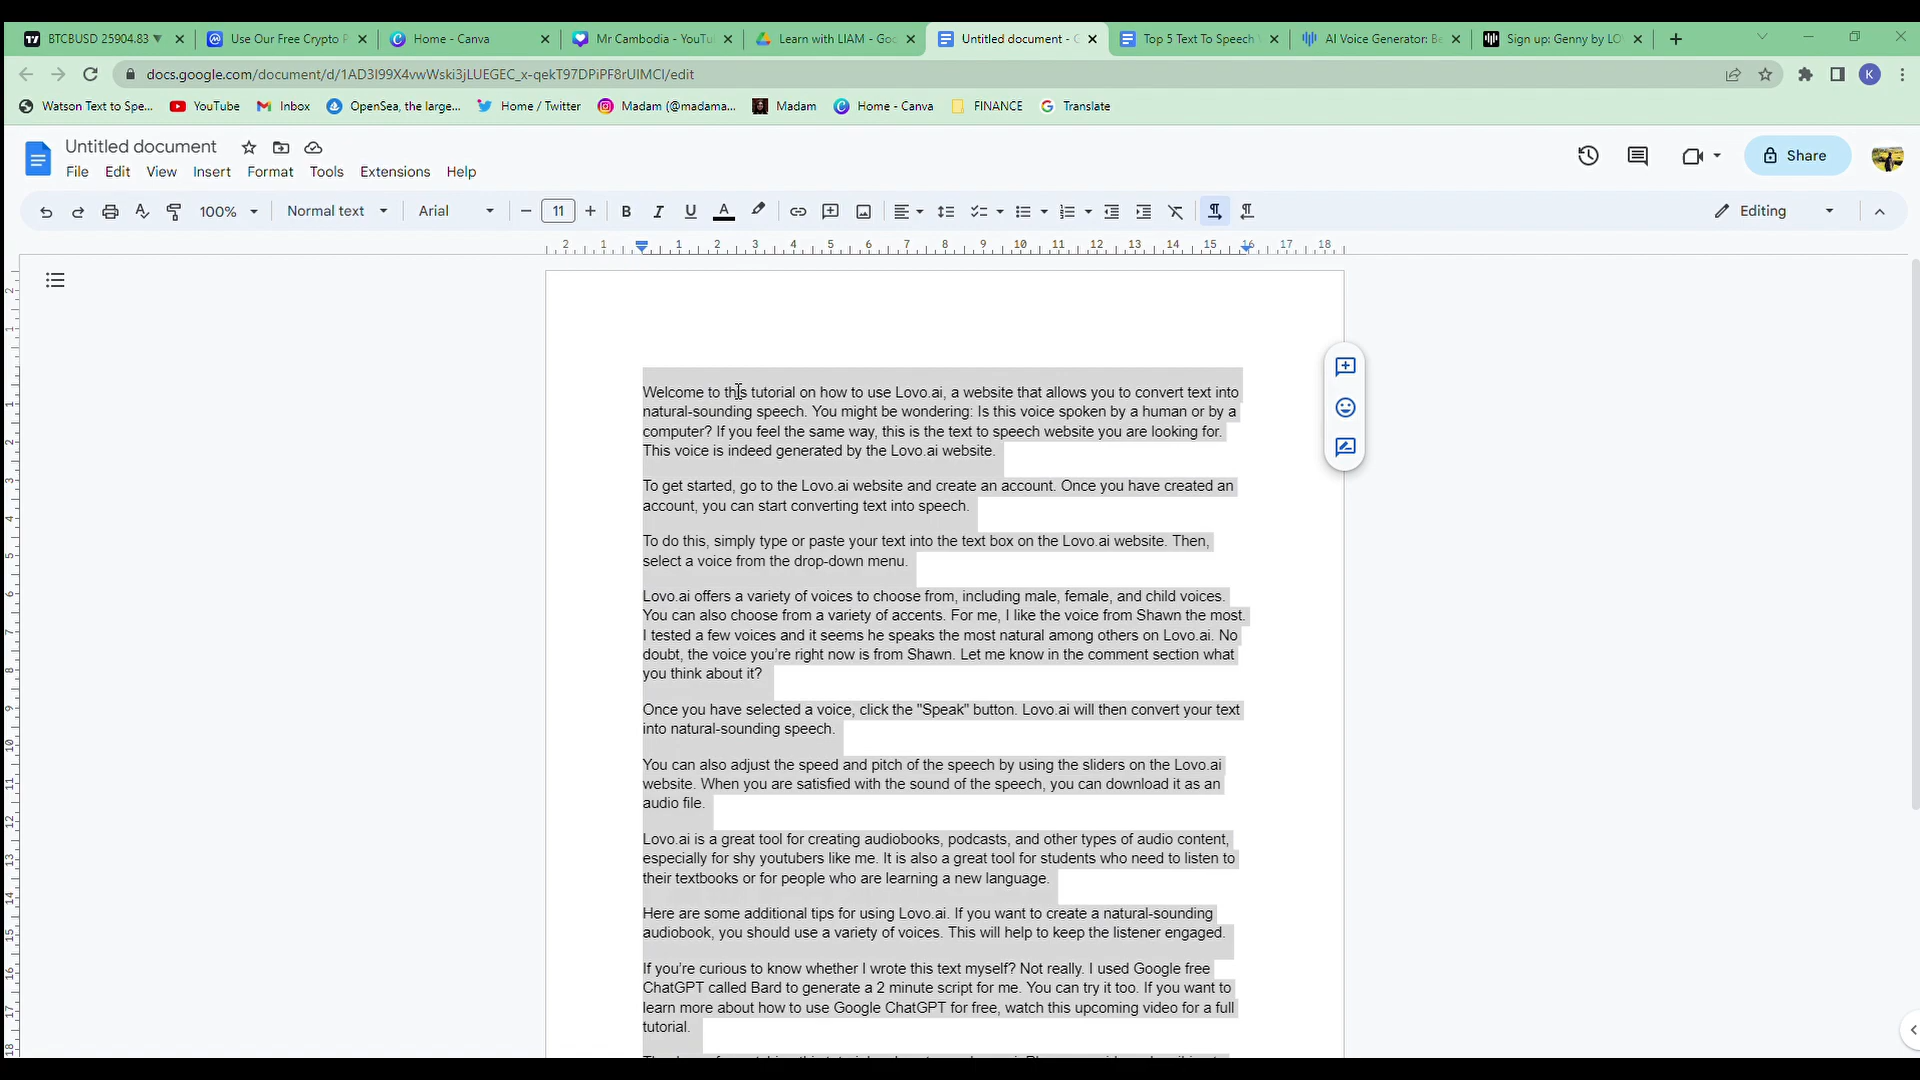 BTCBUSD 25904.83
Use Our Free Crypto P
Home - Canva
Mr Cambodia - YouTu
Learn with LIAM - Goo
Untitled document - G
Top 5 Text To Speech
AI Voice Generator: Be
Sign up: Genny by LO
docs.google.com/document/d/1AD3I99X4vwWski3jLUEGEC_x-qekT97DPiPF8rUIMCI/edit
K
Watson Text to Spe...
YouTube
Inbox
OpenSea, the large...
Home / Twitter
Madam (@madama...
Madam
Home - Canva
FINANCE
Translate
Untitled document
File Edit View Insert Format Tools Extensions Help
Share
100% Normal text Arial 11 Editing
2 1 1 2 3 4 5 6 7 8 9 10 11 12 13 14 15 16 17 18
Welcome to this tutorial on how to use Lovo.ai, a website that allows you to convert text into
natural-sounding speech. You might be wondering: Is this voice spoken by a human or by a
computer? If you feel the same way, this is the text to speech website you are looking for.
This voice is indeed generated by the Lovo.ai website.
To get started, go to the Lovo.ai website and create an account. Once you have created an
account, you can start converting text into speech.
To do this, simply type or paste your text into the text box on the Lovo.ai website. Then,
select a voice from the drop-down menu.
Lovo.ai offers a variety of voices to choose from, including male, female, and child voices.
You can also choose from a variety of accents. For me, I like the voice from Shawn the most.
I tested a few voices and it seems he speaks the most natural among others on Lovo.ai. No
doubt, the voice you're right now is from Shawn. Let me know in the comment section what
you think about it?
Once you have selected a voice, click the "Speak" button. Lovo.ai will then convert your text
into natural-sounding speech.
You can also adjust the speed and pitch of the speech by using the sliders on the Lovo.ai
website. When you are satisfied with the sound of the speech, you can download it as an
audio file.
Lovo.ai is a great tool for creating audiobooks, podcasts, and other types of audio content,
especially for shy youtubers like me. It is also a great tool for students who need to listen to
their textbooks or for people who are learning a new language.
Here are some additional tips for using Lovo.ai. If you want to create a natural-sounding
audiobook, you should use a variety of voices. This will help to keep the listener engaged.
If you're curious to know whether I wrote this text myself? Not really. I used Google free
ChatGPT called Bard to generate a 2 minute script for me. You can try it too. If you want to
learn more about how to use Google ChatGPT for free, watch this upcoming video for a full
tutorial.